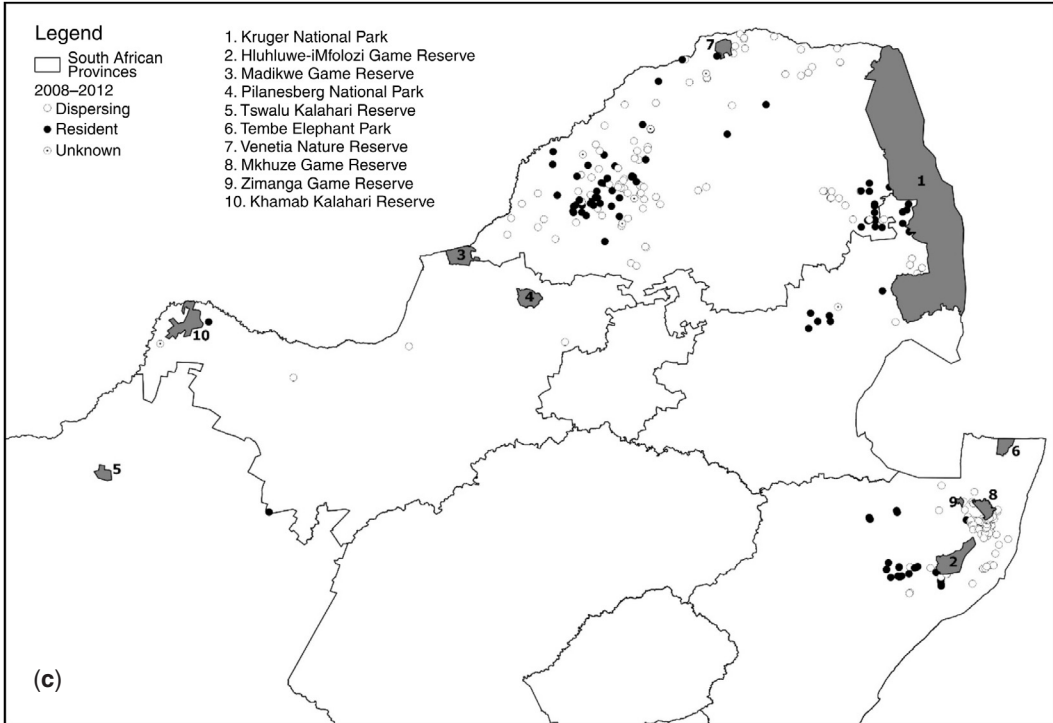 Legend
South African
Provinces
2008–2012
Dispersing
Resident
Unknown
1. Kruger National Park
2. Hluhluwe-iMfolozi Game Reserve
3. Madikwe Game Reserve
4. Pilanesberg National Park
5. Tswalu Kalahari Reserve
6. Tembe Elephant Park
7. Venetia Nature Reserve
8. Mkhuze Game Reserve
9. Zimanga Game Reserve
10. Khamab Kalahari Reserve
7
1
3
4
10
6
5
9 8
2
(c)